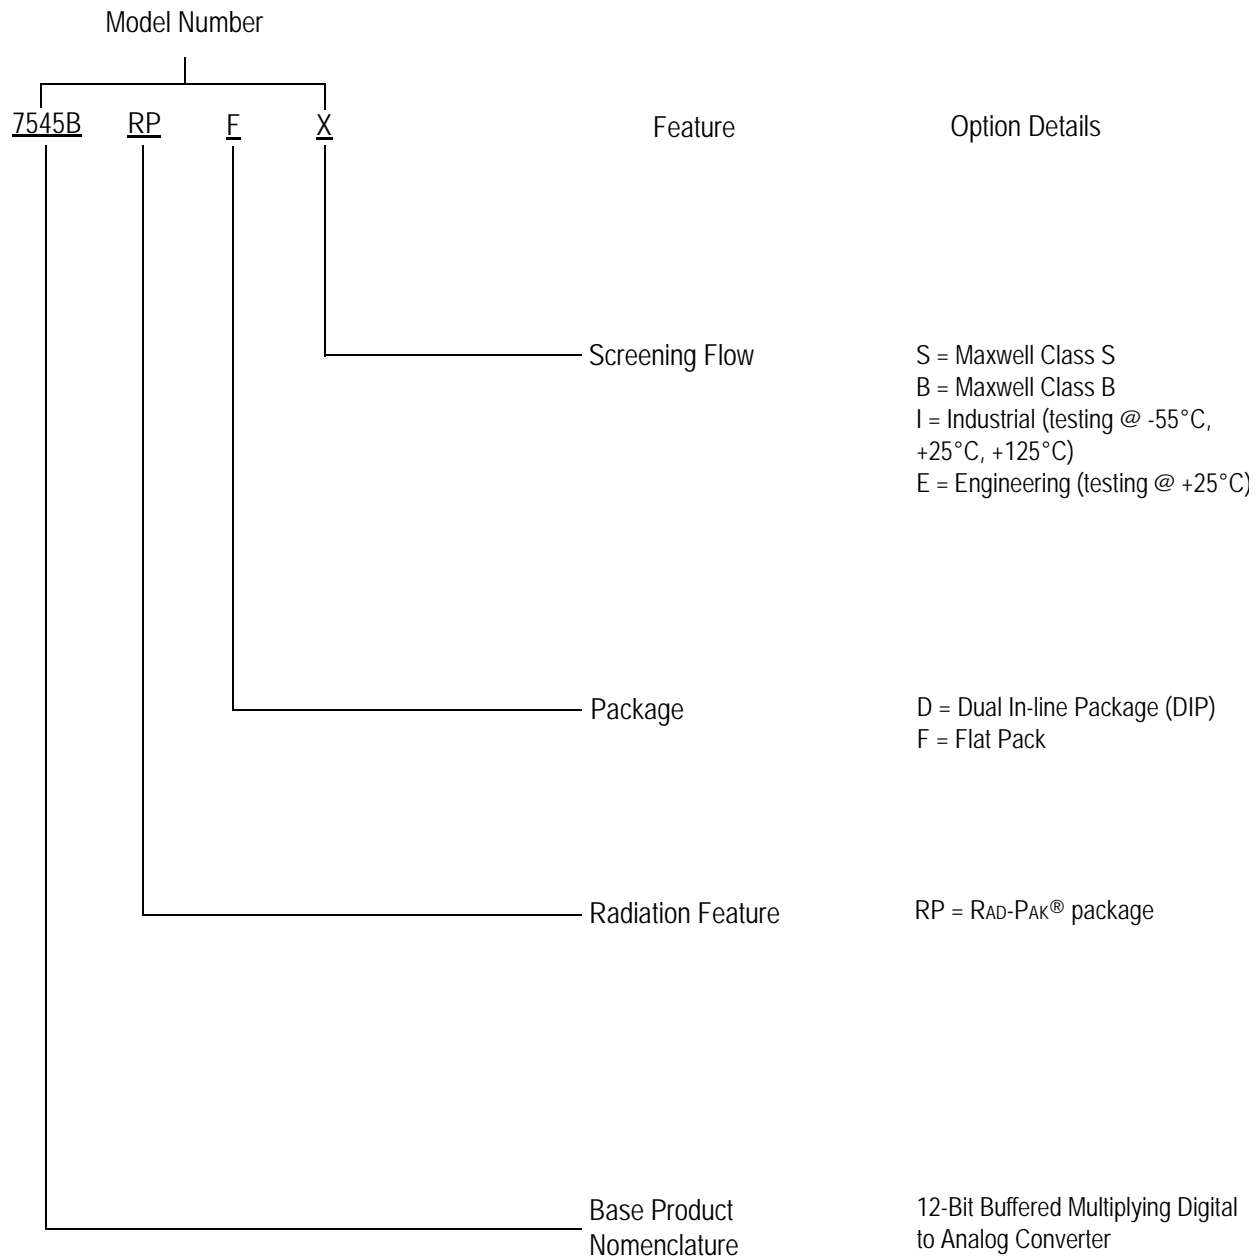 Model Number
7545B RP F X Feature Option Details
Screening Flow
S = Maxwell Class S
B = Maxwell Class B
I = Industrial (testing @ -55°C,
+25°C, +125°C)
E = Engineering (testing @ +25°C)
Package
D = Dual In-line Package (DIP)
F = Flat Pack
Radiation Feature
RP = RAD-PAK® package
Base Product
Nomenclature
12-Bit Buffered Multiplying Digital
to Analog Converter